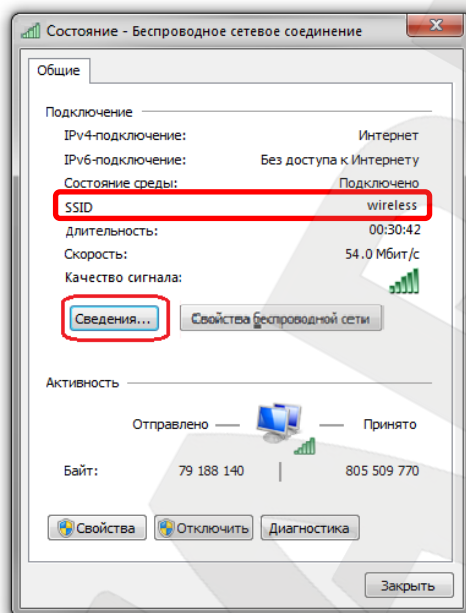 Состояние - Беспроводное сетевое соединение
Общие
Подключение
IPv4-подключение: Интернет
IPv6-подключение: Без доступа к Интернету
Состояние среды: Подключено
SSID wireless
Длительность: 00:30:42
Скорость: 54.0 Мбит/с
Качество сигнала:
Сведения... Свойства беспроводной сети
Активность
Отправлено Принято
Байт: 79 188 140 805 509 770
Свойства Отключить Диагностика
Закрыть